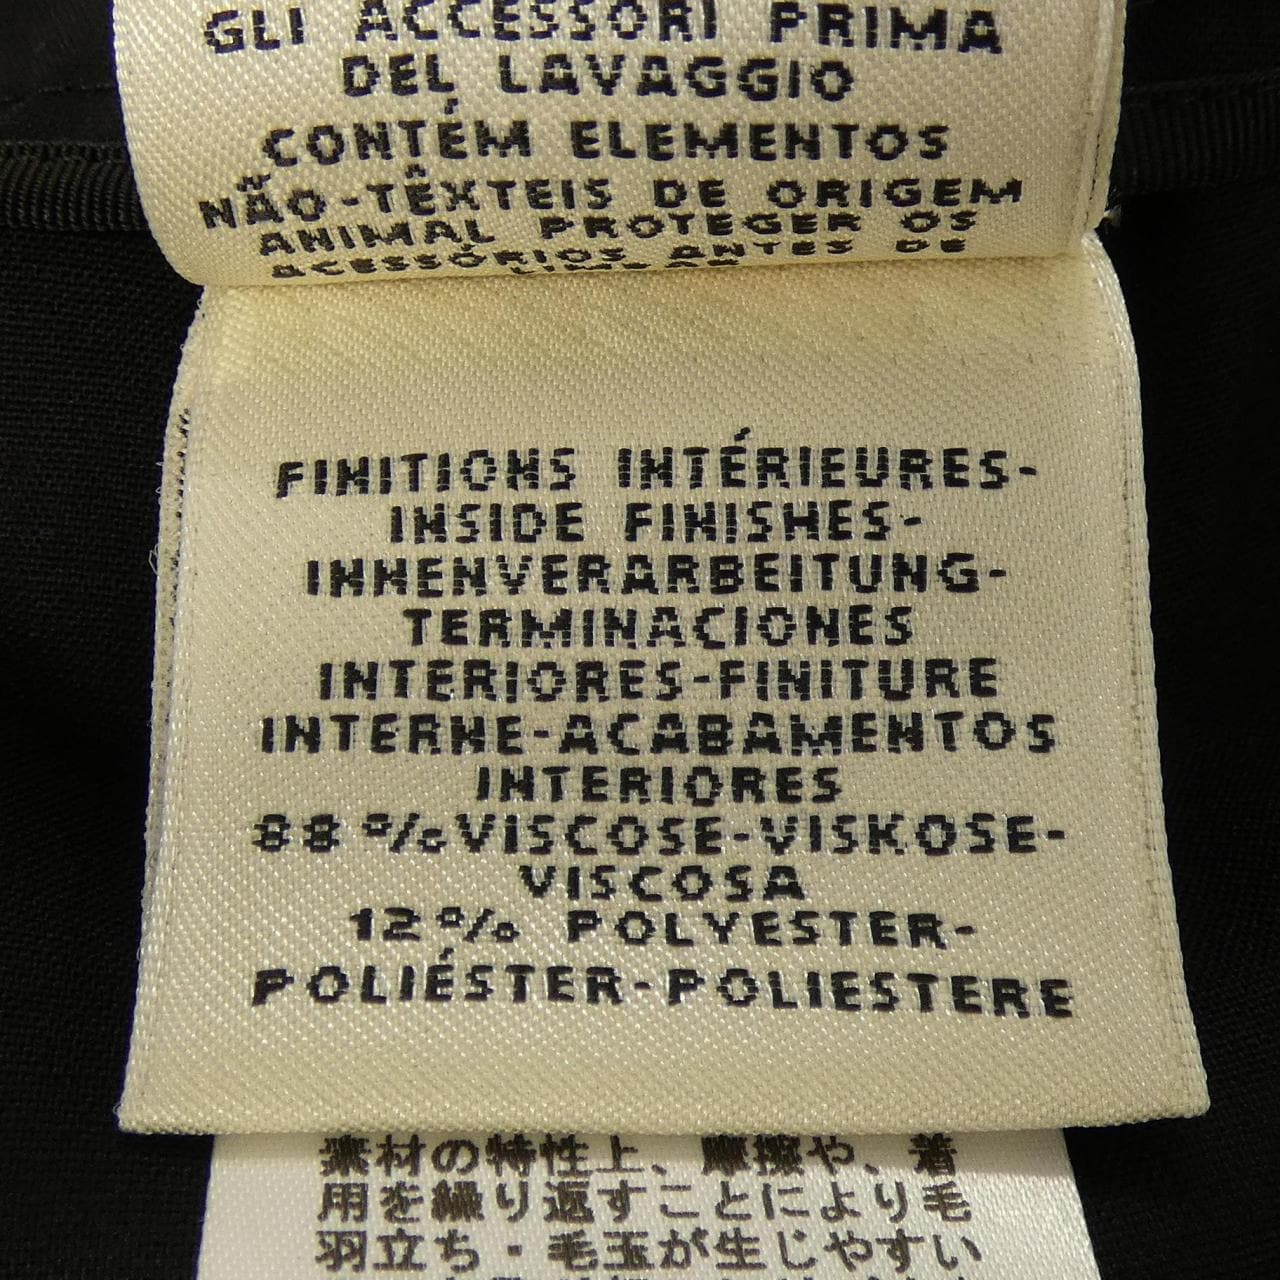 GLI ACCESSORI PRIMA
DEL LAVAGGIO
CONTÉM ELEMENTOS
NÃO-TÊXTEIS DE ORIGEM
ANIMAL PROTEGER OS
ACESSÓRIOS ANTES DE
FINITIONS INTÉRIEURES-
INSIDE FINISHES-
INNENVERARBEITUNG-
TERMINACIONES
INTERIORES-FINITURE
INTERNE-ACABAMENTOS
INTERIORES
88%VISCOSE-VISKOSE-
VISCOSA
12% POLYESTER-
POLIÉSTER-POLIESTERE
素材の特性上、摩擦や、着
用を繰り返すことにより毛
羽立ち・毛玉が生じやすい